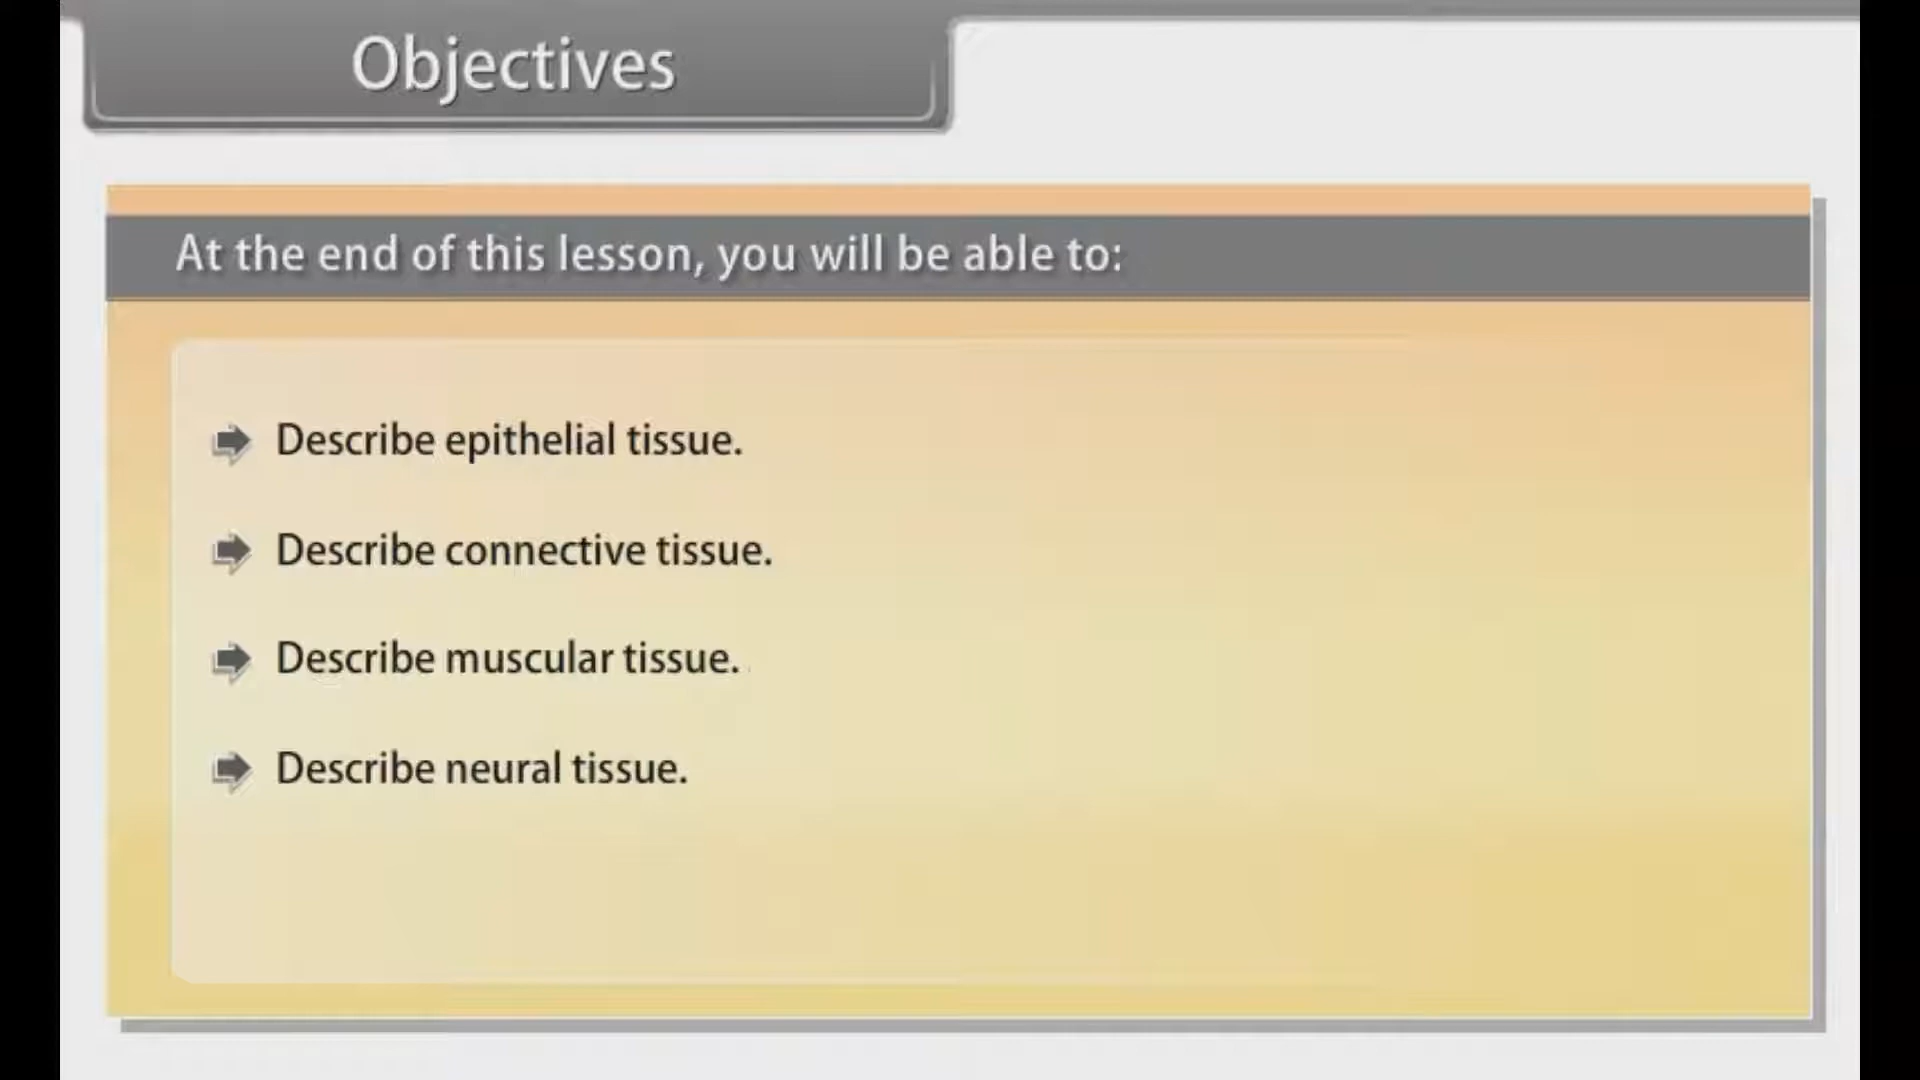 Objectives
At the end of this lesson, you will be able to:
Describe epithelial tissue.
Describe connective tissue.
Describe muscular tissue.
Describe neural tissue.